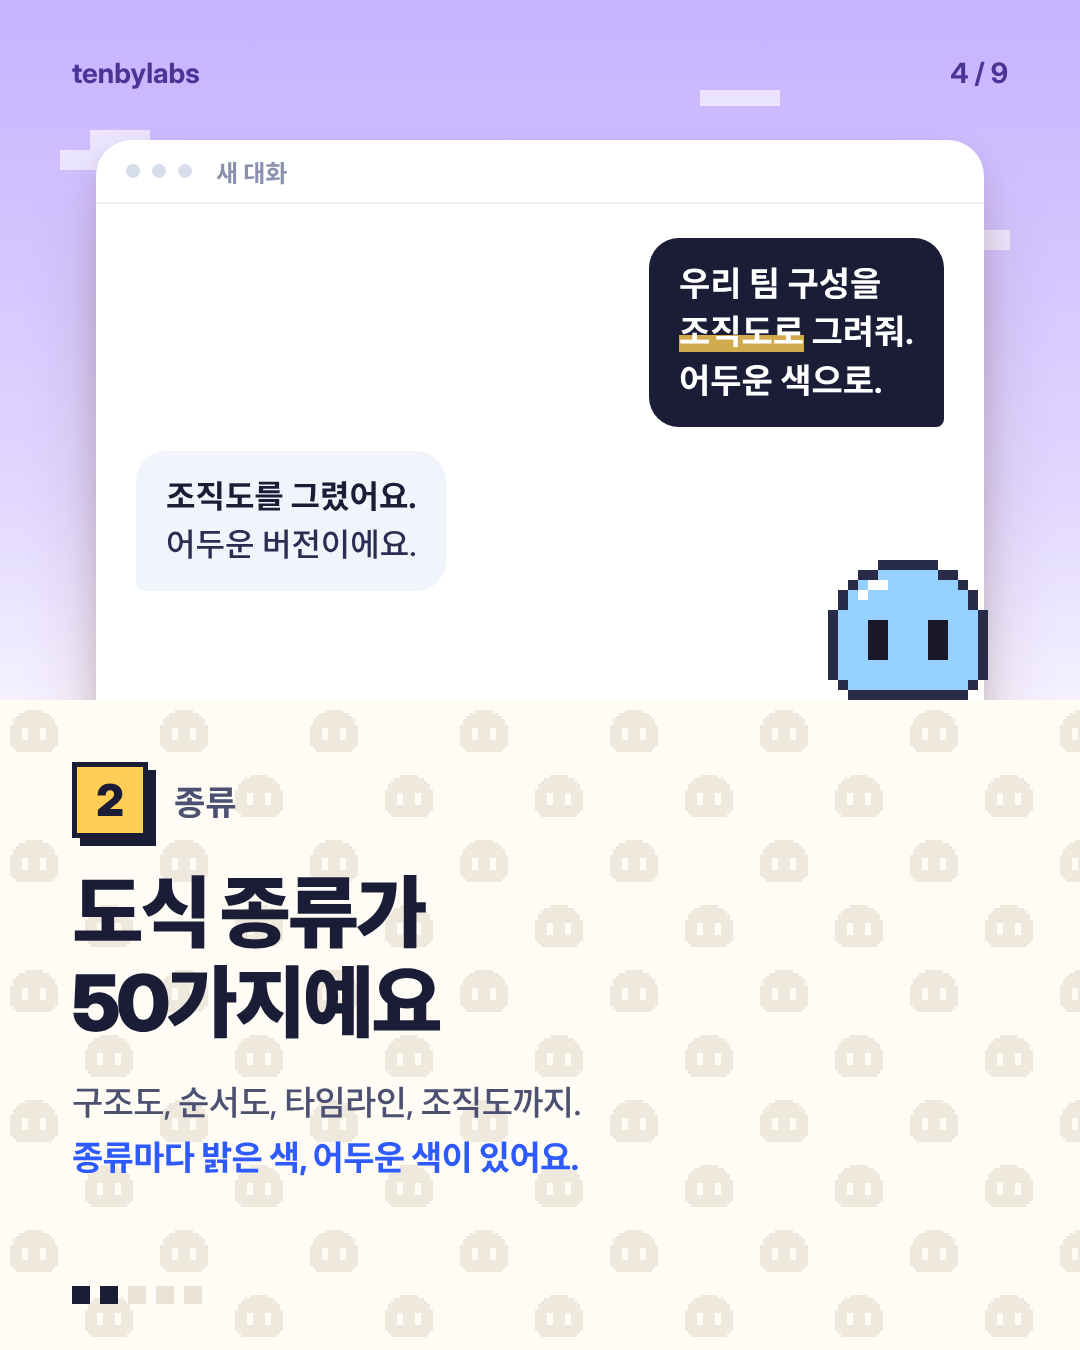 tenbylabs
4 / 9
새 대화
우리 팀 구성을
조직도로 그려줘.
어두운 색으로.
조직도를 그렸어요.
어두운 버전이에요.
2
종류
도식 종류가
50가지예요
구조도, 순서도, 타임라인, 조직도까지.
종류마다 밝은 색, 어두운 색이 있어요.